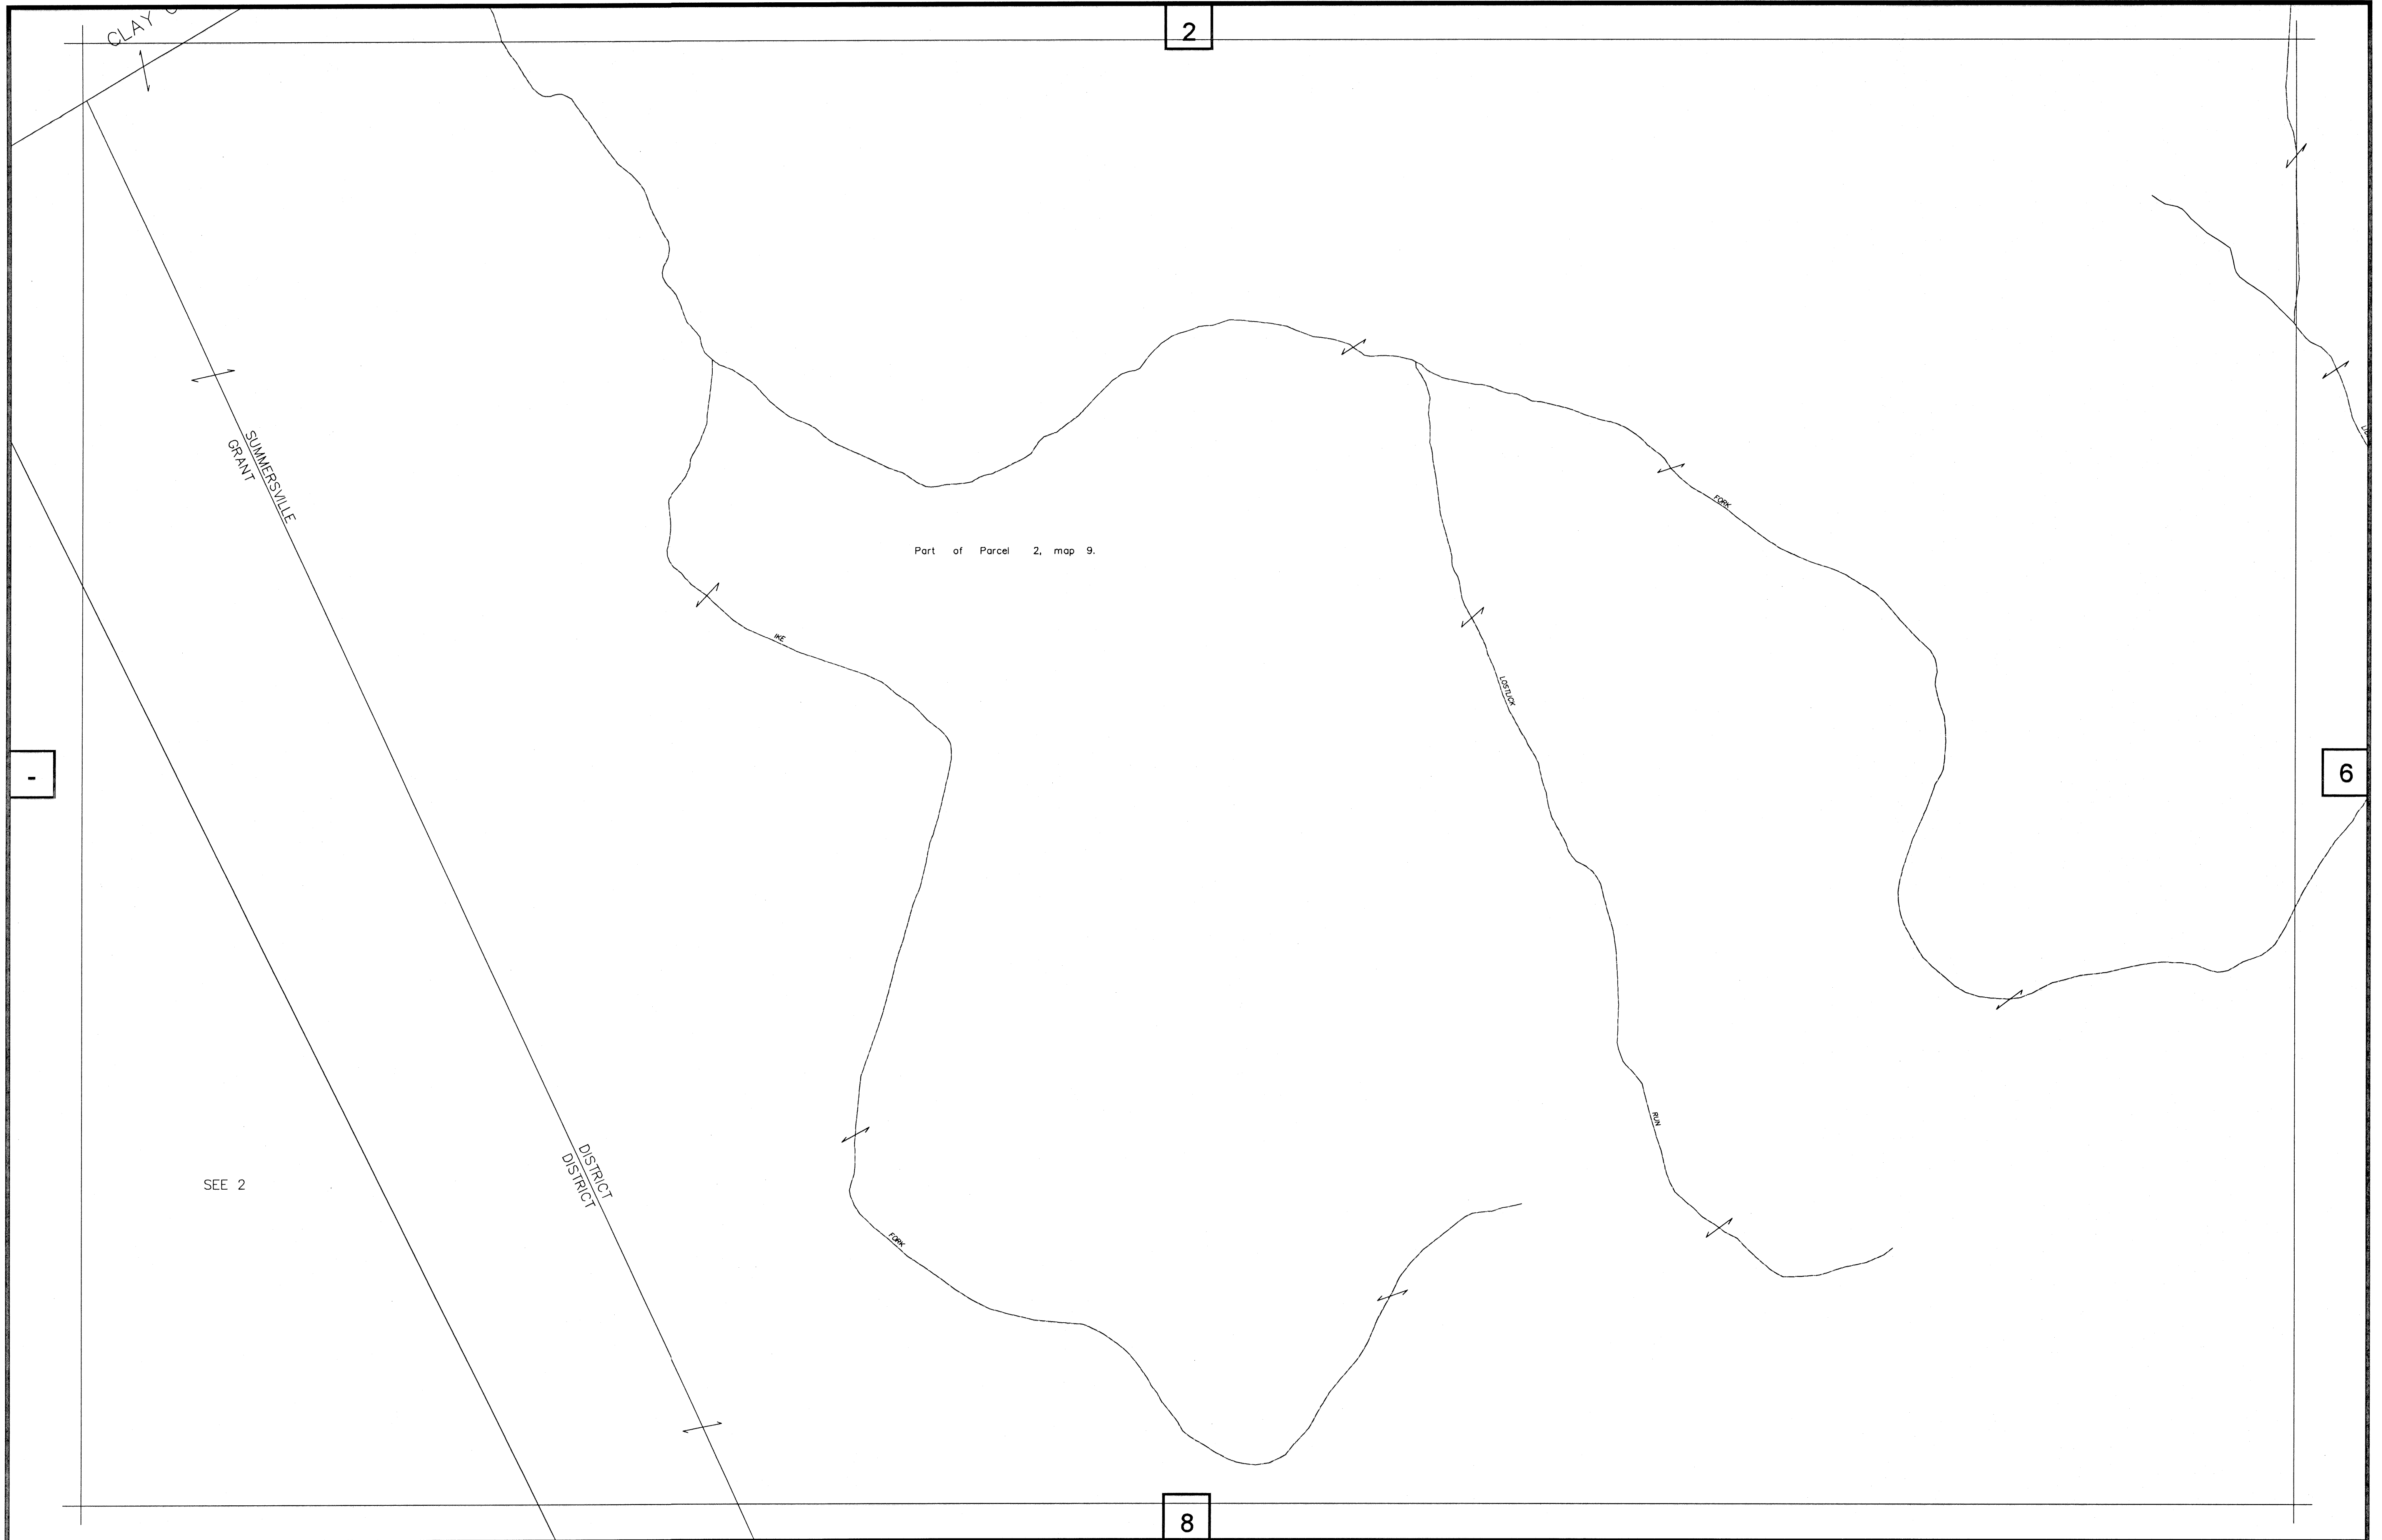 2
CLAY
SUMMERSVILLE
GRANT
FORK
Part of Parcel 2, map 9.
IKE
LOSTLICK
-
6
RUN
DISTRICT
DISTRICT
SEE 2
FORK
8